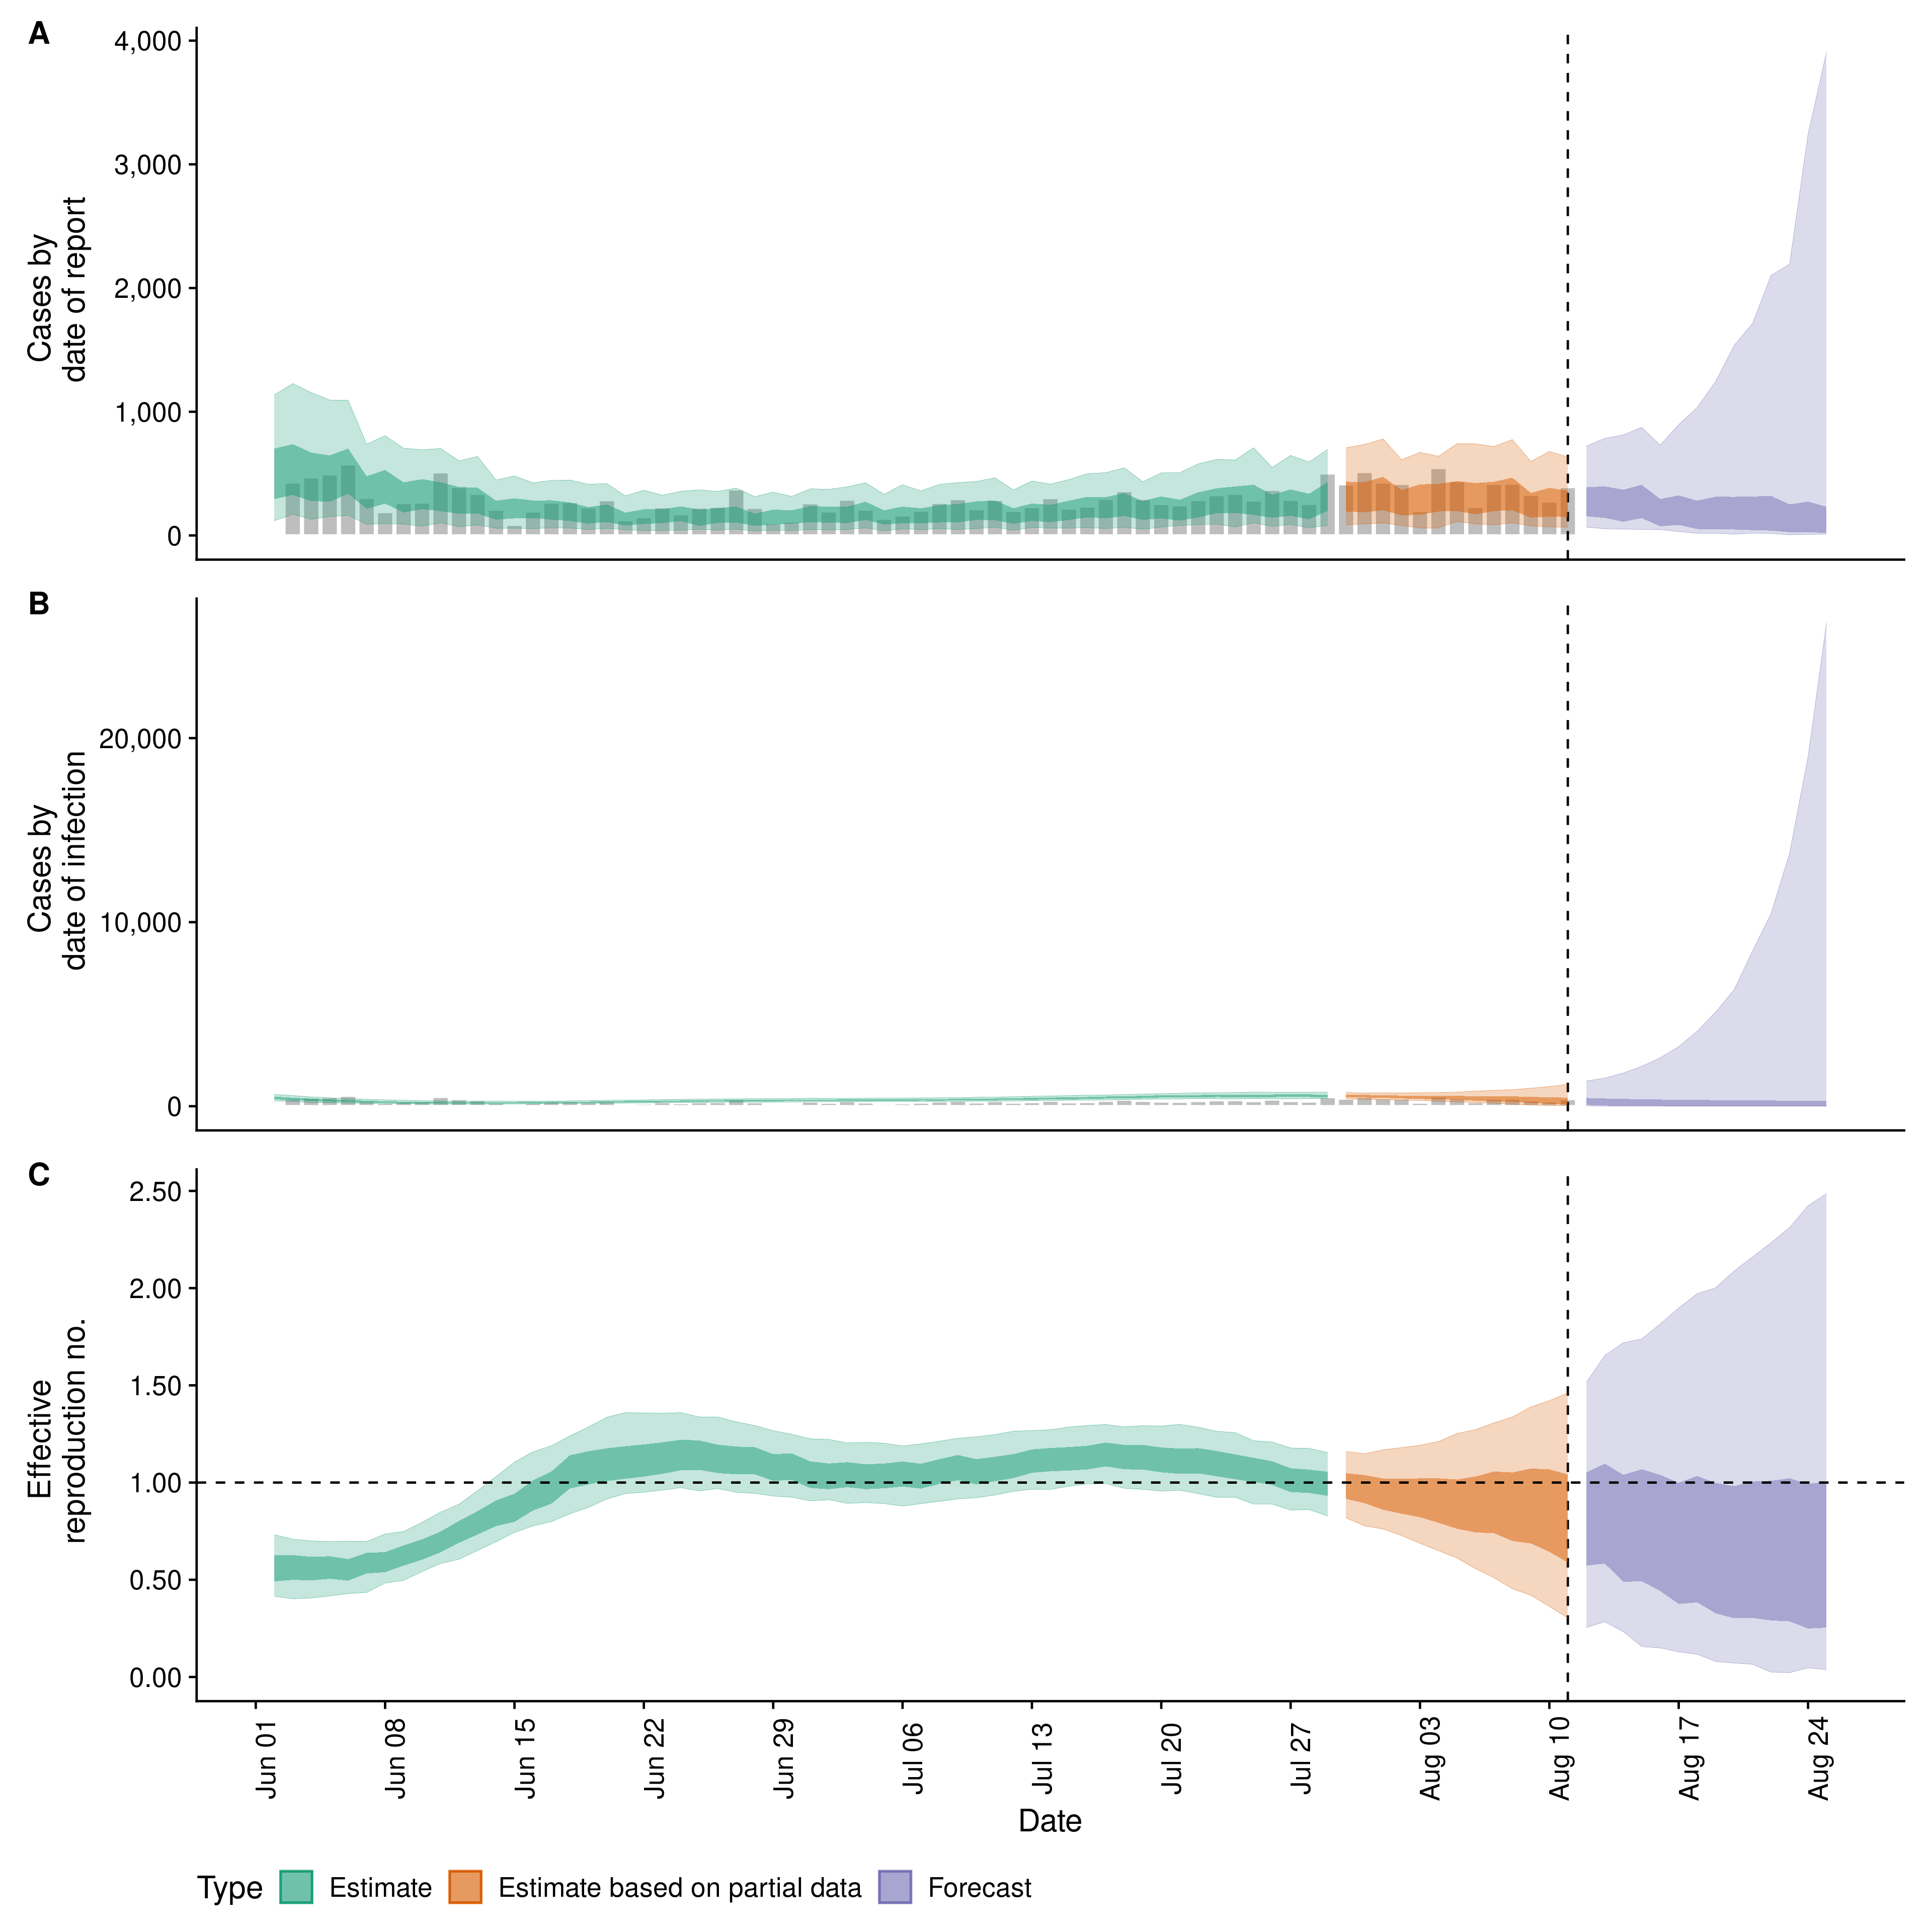 A
4,000
3,000
2,000
1,000
0
Cases by
date of report
B
20,000
10,000
0
Cases by
date of infection
C
2.50
2.00
1.50
1.00
0.50
0.00
Effective
reproduction no.
Jun 01
Jun 08
Jun 15
Jun 22
Jun 29
Jul 06
Jul 13
Jul 20
Jul 27
Aug 03
Aug 10
Aug 17
Aug 24
Date
Type Estimate Estimate based on partial data Forecast